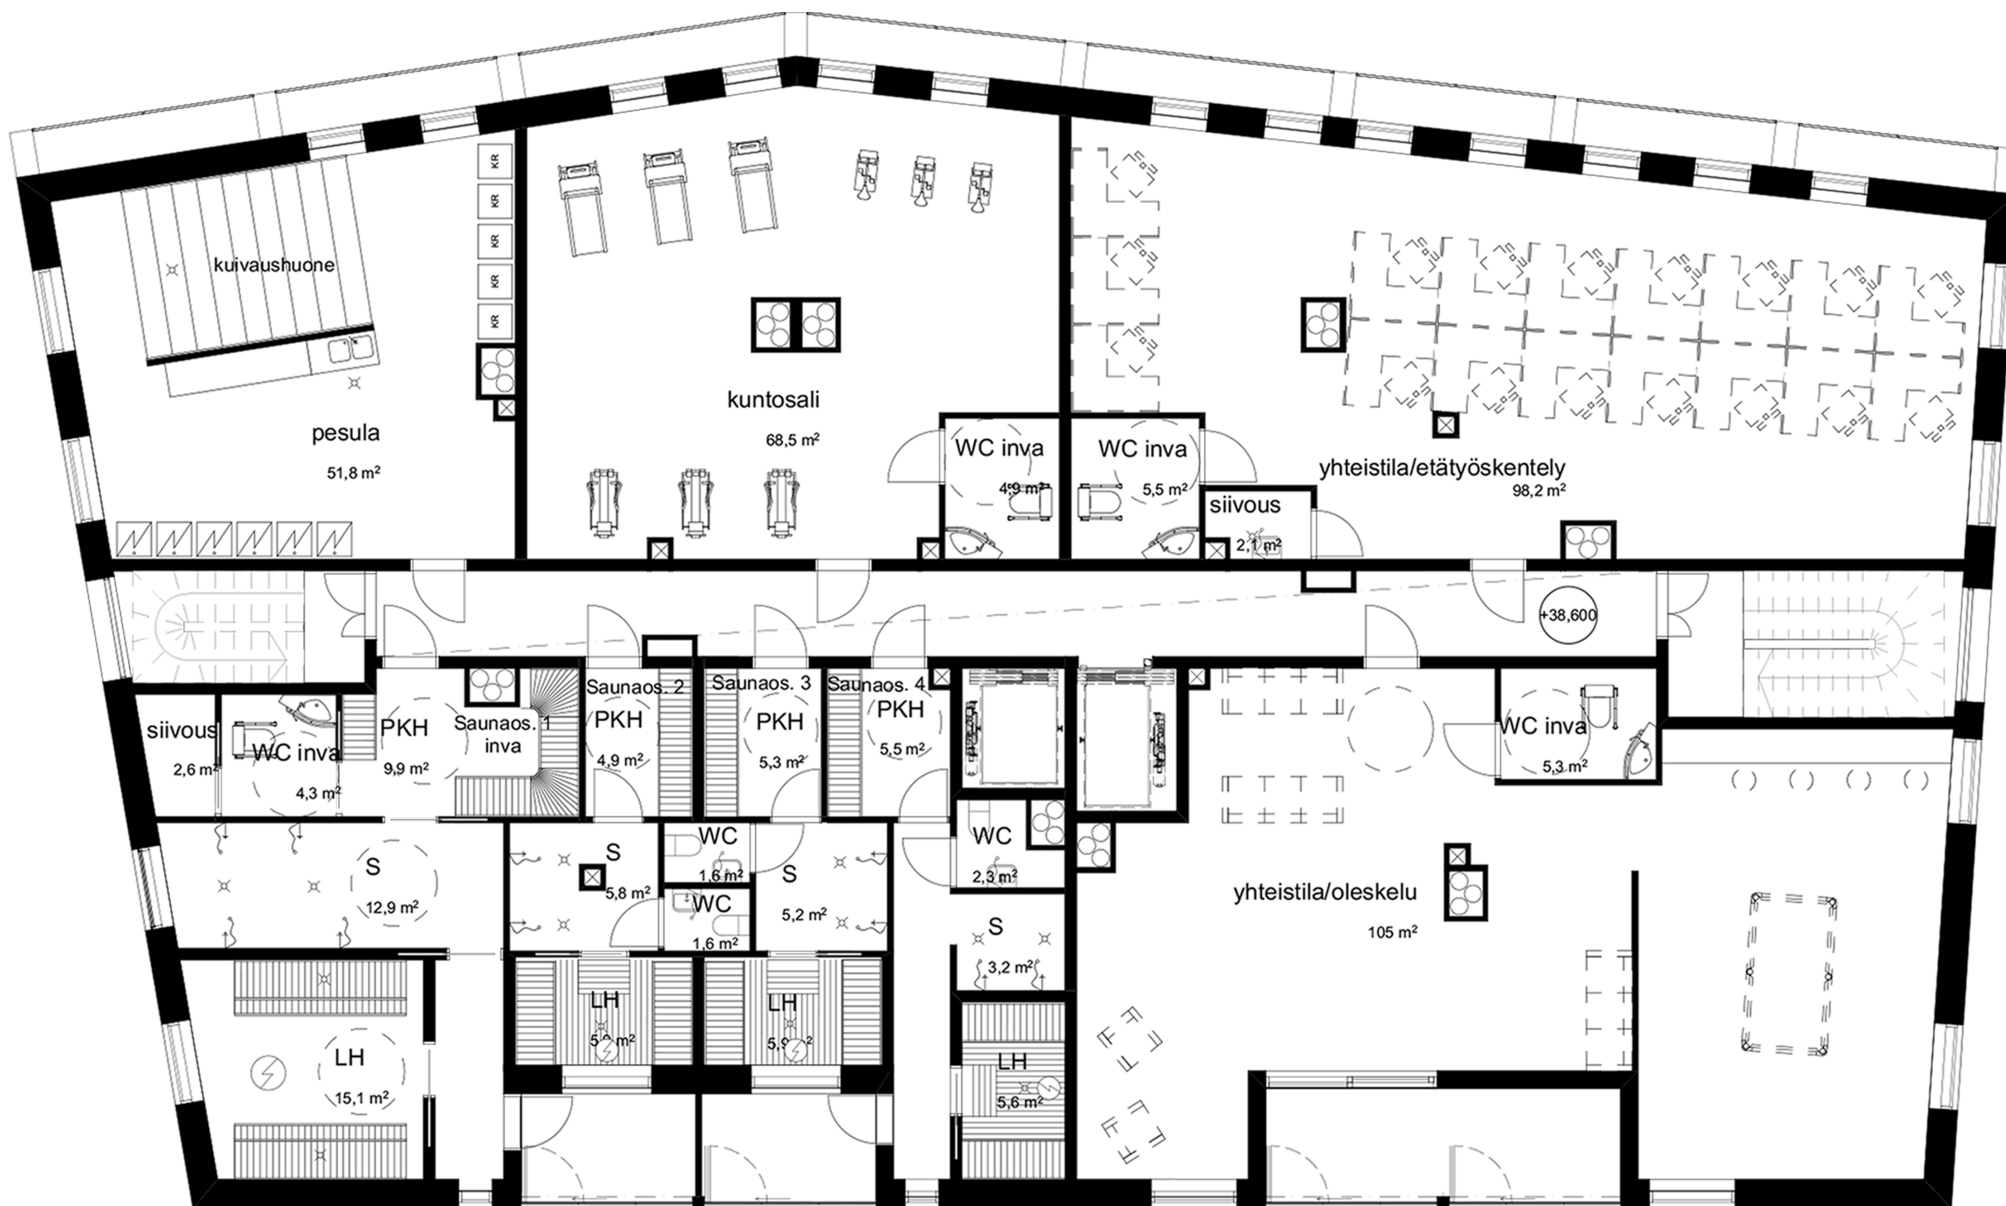 KR
KR
KR
KR
KR
kuivaushuone
pesula
51,8 m²
kuntosali
68,5 m²
WC inva
4,9 m²
WC inva
5,5 m²
siivous
2,1 m²
yhteistila/etätyöskentely
98,2 m²
+38,600
siivous
2,6 m²
WC inva
4,3 m²
PKH
9,9 m²
Saunaos. 1
inva
Saunaos. 2
PKH
4,9 m²
Saunaos. 3
PKH
5,3 m²
Saunaos. 4
PKH
5,5 m²
WC inva
5,3 m²
S
12,9 m²
S
5,8 m²
WC
1,6 m²
WC
1,6 m²
S
5,2 m²
WC
2,3 m²
S
3,2 m²
yhteistila/oleskelu
105 m²
LH
15,1 m²
LH
m²
LH
LH
5,6 m²